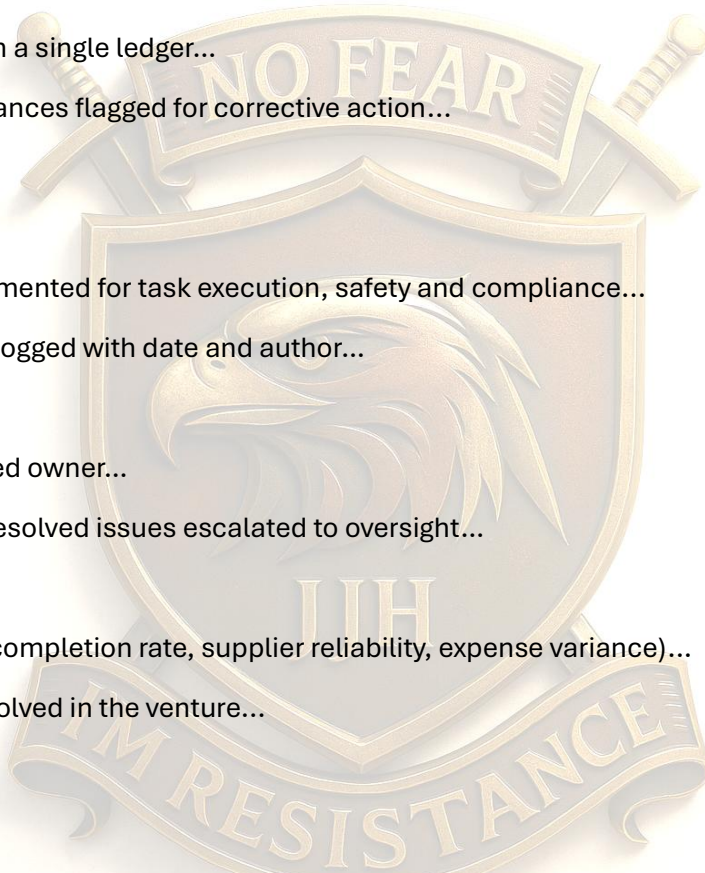 NO FEAR
n a single ledger...
ances flagged for corrective action...
mented for task execution, safety and compliance...
ogged with date and author...
ed owner...
esolved issues escalated to oversight...
JJH
completion rate, supplier reliability, expense variance)...
olved in the venture...
I'M RESISTANCE